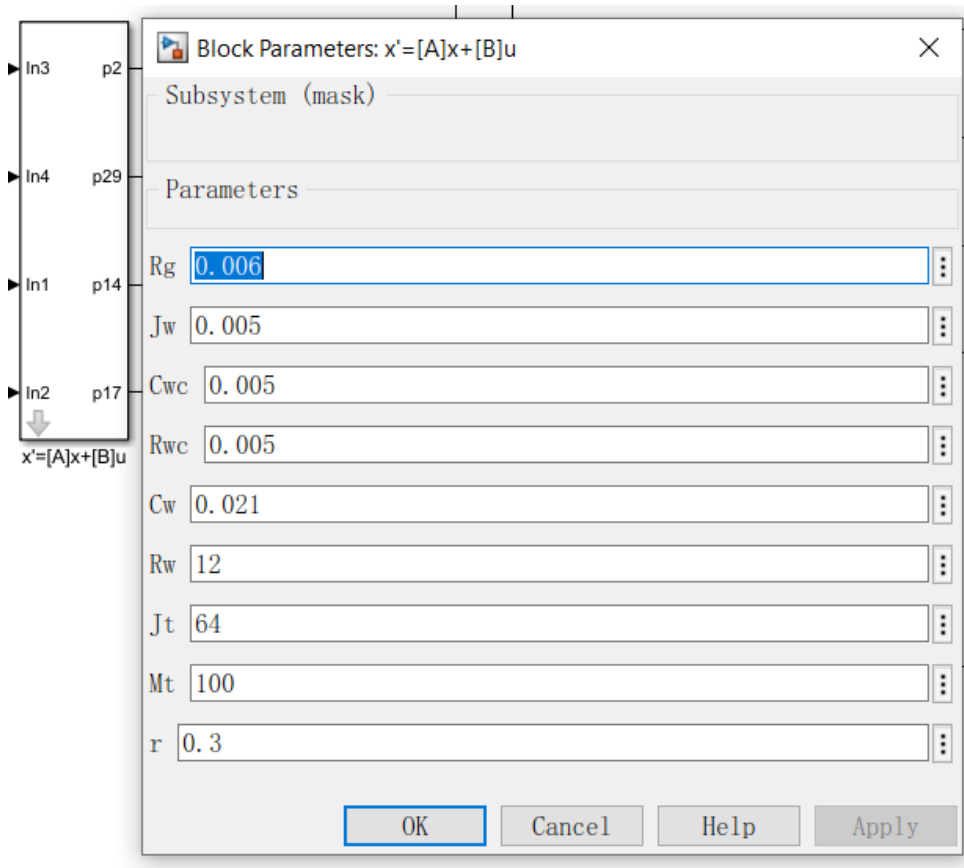 Block Parameters: x'=[A]x+[B]u
In3 p2
Subsystem (mask)
In4 p29
Parameters
Rg 0.006
In1 p14
Jw 0.005
In2 p17
Cwc 0.005
x'=[A]x+[B]u
Rwc 0.005
Cw 0.021
Rw 12
Jt 64
Mt 100
r 0.3
OK Cancel Help Apply